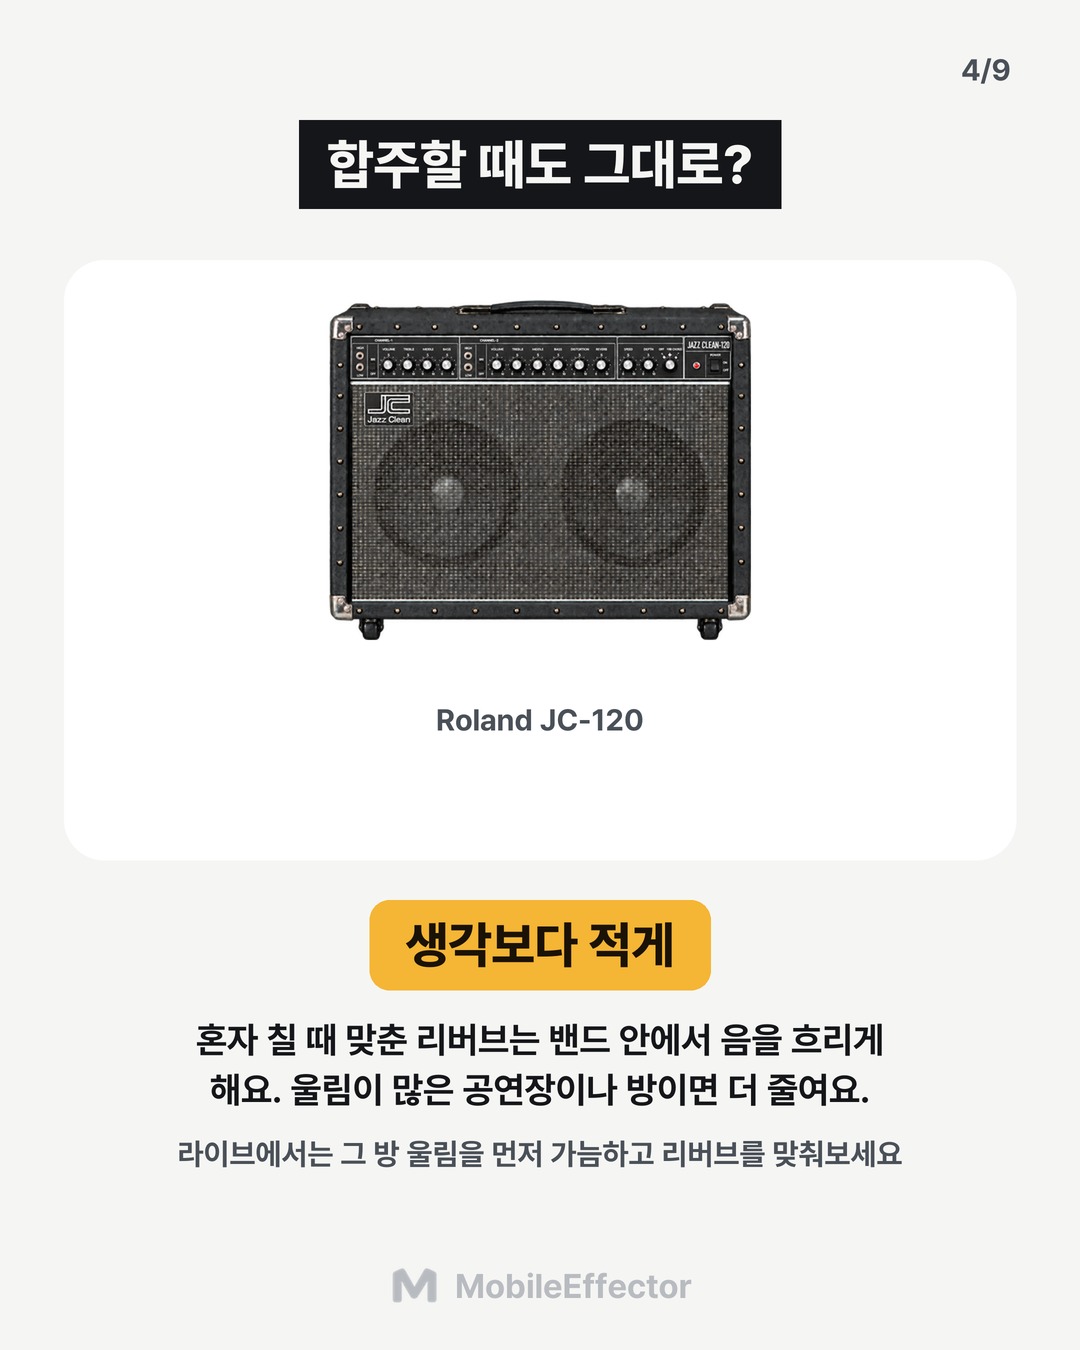 4/9
합주할 때도 그대로?
JAZZ CLEAN-120
JC
Jazz Clean
Roland JC-120
생각보다 적게
혼자 칠 때 맞춘 리버브는 밴드 안에서 음을 흐리게
해요. 울림이 많은 공연장이나 방이면 더 줄여요.
라이브에서는 그 방 울림을 먼저 가늠하고 리버브를 맞춰보세요
MobileEffector